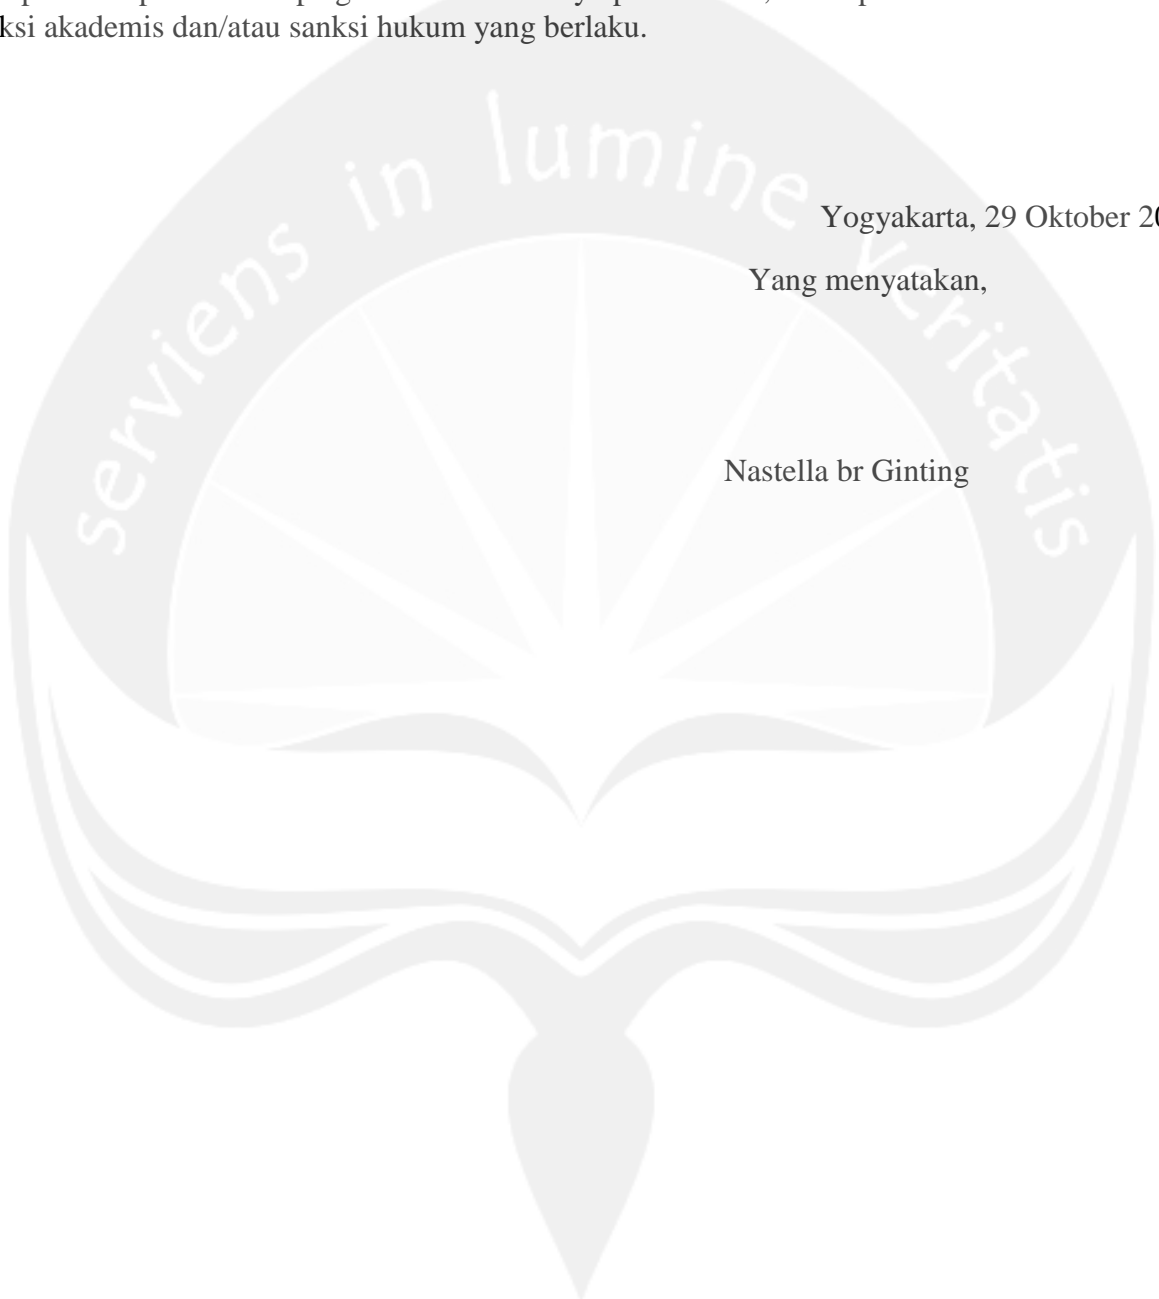 ksi akademis dan/atau sanksi hukum yang berlaku.
serviens in lumine veritatis
Yogyakarta, 29 Oktober 20
Yang menyatakan,
Nastella br Ginting